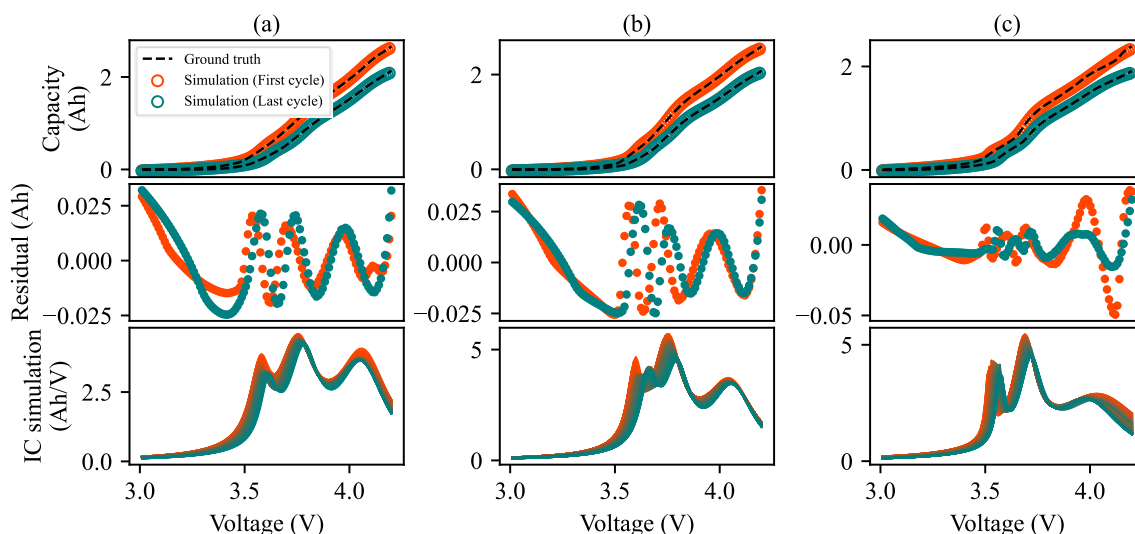 (a)
(b)
(c)
Capacity
(Ah)
2
0
Ground truth
Simulation (First cycle)
Simulation (Last cycle)
2
0
2
0
Residual (Ah)
0.025
0.000
−0.025
0.025
0.000
−0.025
0.00
−0.05
IC simulation
(Ah/V)
2.5
0.0
5
0
5
0
3.0
3.5
4.0
3.0
3.5
4.0
3.0
3.5
4.0
Voltage (V)
Voltage (V)
Voltage (V)